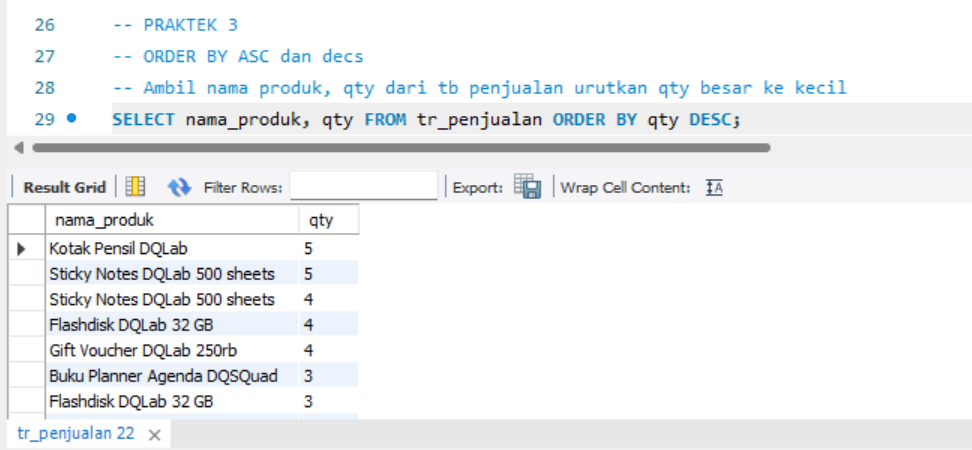 26 -- PRAKTEK 3
27 -- ORDER BY ASC dan decs
28 -- Ambil nama produk, qty dari tb penjualan urutkan qty besar ke kecil
29 SELECT nama_produk, qty FROM tr_penjualan ORDER BY qty DESC;
Result Grid Filter Rows: Export: Wrap Cell Content: IA
nama_produk qty
Kotak Pensil DQLab 5
Sticky Notes DQLab 500 sheets 5
Sticky Notes DQLab 500 sheets 4
Flashdisk DQLab 32 GB 4
Gift Voucher DQLab 250rb 4
Buku Planner Agenda DQSQuad 3
Flashdisk DQLab 32 GB 3
tr_penjualan 22